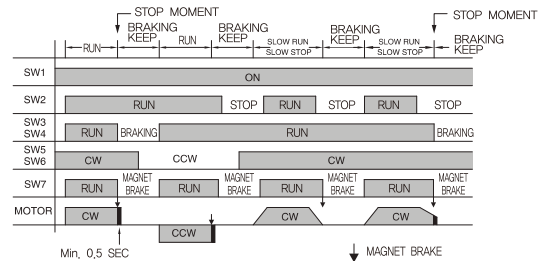 STOP MOMENT
STOP MOMENT
RUN
BRAKING
KEEP
RUN
BRAKING
KEEP
SLOW RUN
SLOW STOP
BRAKING
KEEP
SLOW RUN
SLOW STOP
BRAKING
KEEP
SW1
ON
SW2
RUN
STOP
RUN
STOP
RUN
STOP
SW3
SW4
RUN
BRAKING
RUN
BRAKING
SW5
SW6
CW
CCW
CW
SW7
RUN
MAGNET
BRAKE
RUN
MAGNET
BRAKE
RUN
MAGNET
BRAKE
RUN
MAGNET
BRAKE
MOTOR
CW
CCW
CW
CW
Min. 0.5 SEC
MAGNET BRAKE